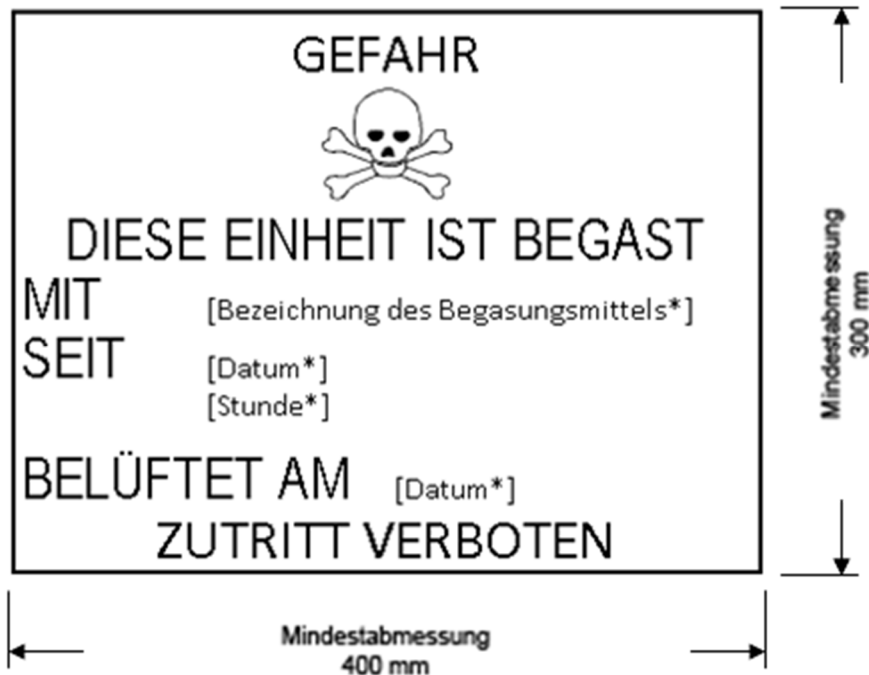 GEFAHR
DIESE EINHEIT IST BEGAST
MIT [Bezeichnung des Begasungsmittels*]
SEIT [Datum*]
[Stunde*]
BELÜFTET AM [Datum*]
ZUTRITT VERBOTEN
Mindestabmessung
300 mm
Mindestabmessung
400 mm